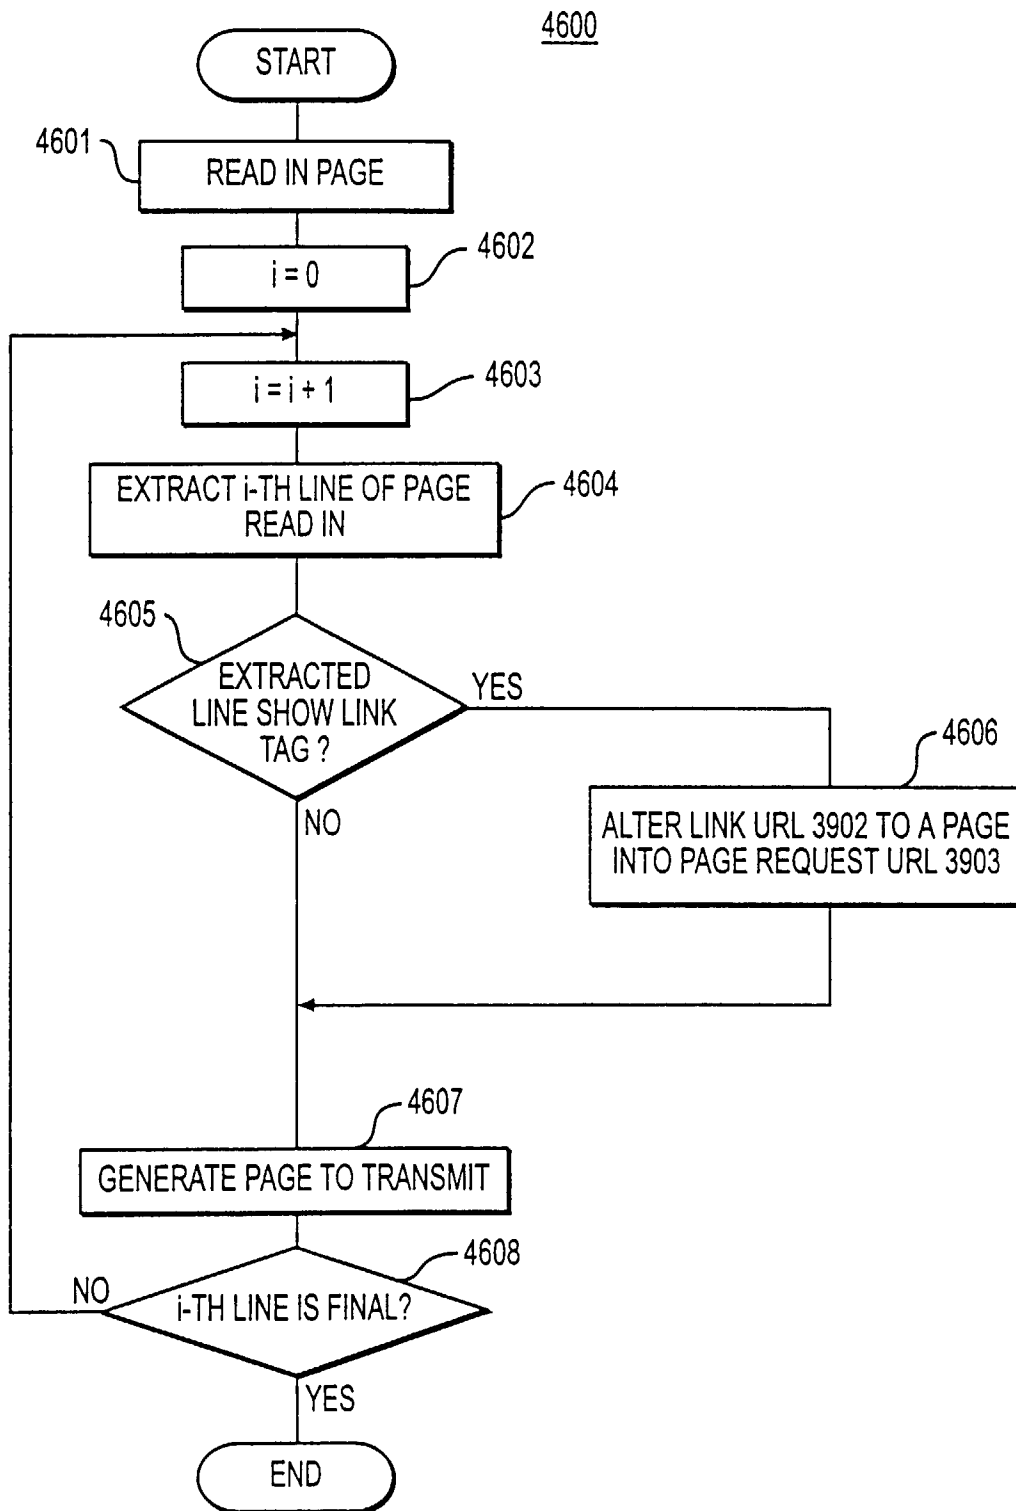 4600
START
4601
READ IN PAGE
4602
i = 0
4603
i = i + 1
4604
EXTRACT i-TH LINE OF PAGE
READ IN
4605
EXTRACTED
LINE SHOW LINK
TAG ?
YES
NO
4606
ALTER LINK URL 3902 TO A PAGE
INTO PAGE REQUEST URL 3903
4607
GENERATE PAGE TO TRANSMIT
4608
NO
i-TH LINE IS FINAL?
YES
END